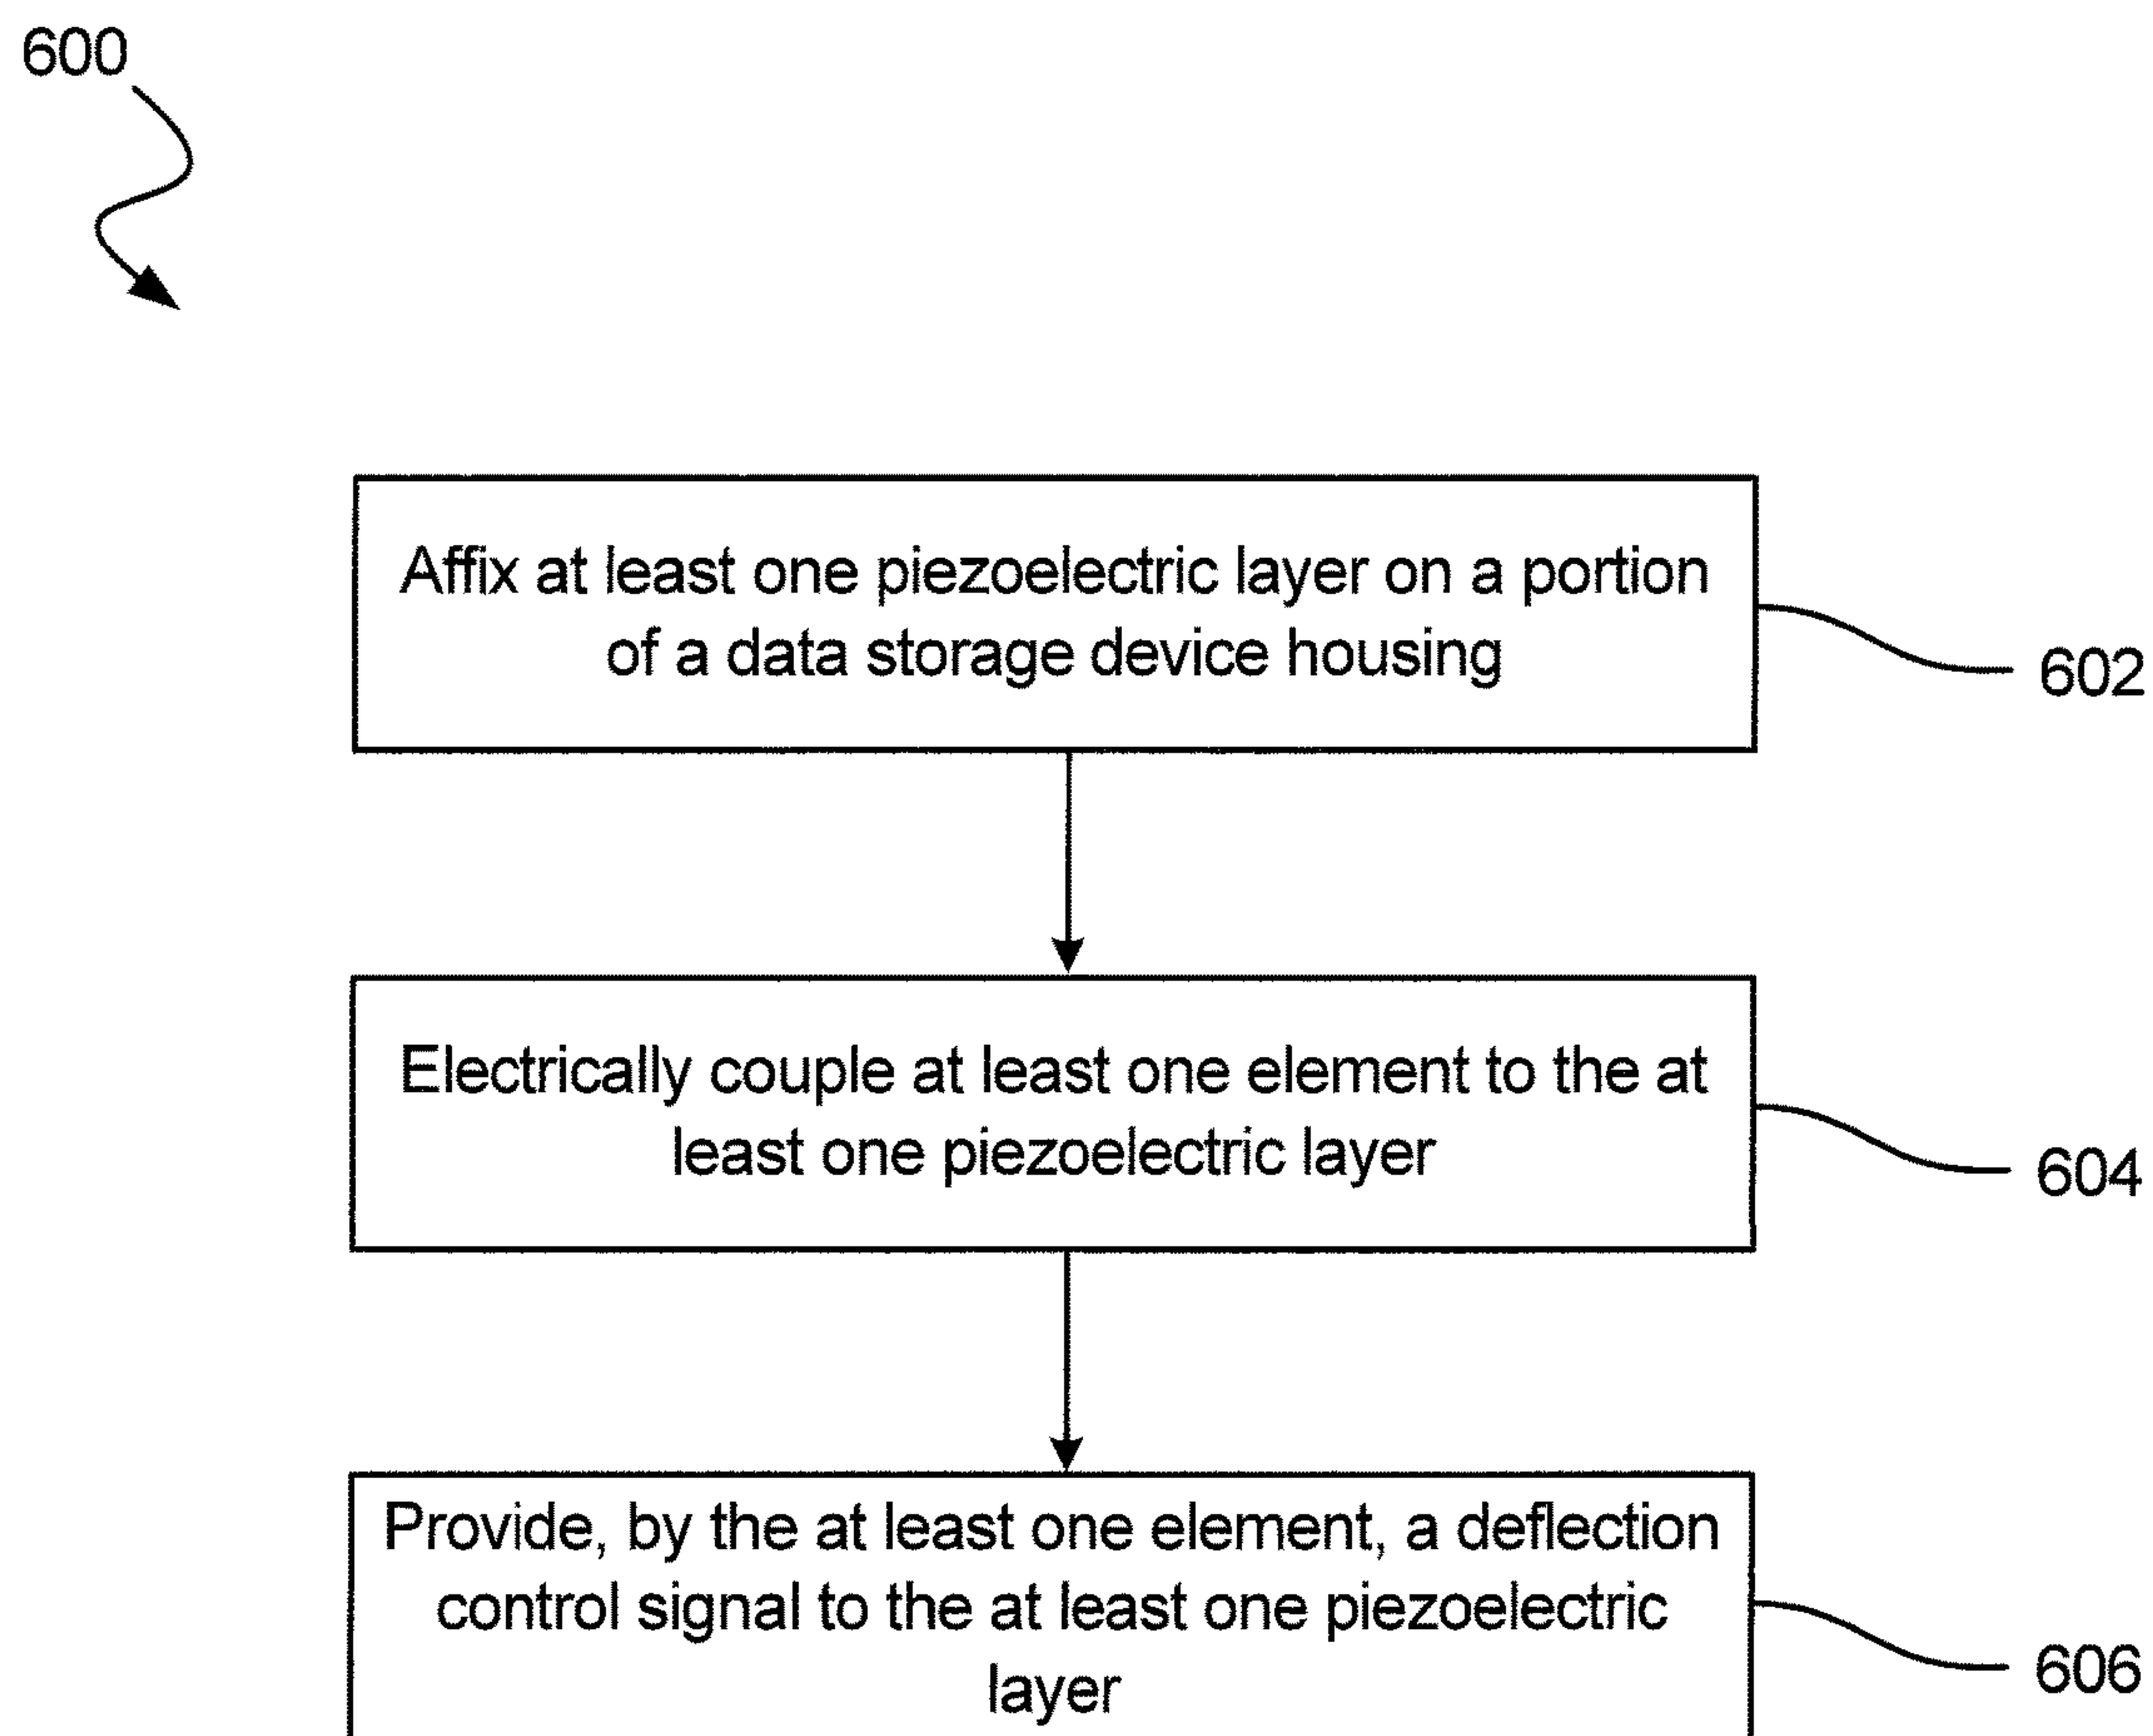 600
Affix at least one piezoelectric layer on a portion
of a data storage device housing
602
Electrically couple at least one element to the at
least one piezoelectric layer
604
Provide, by the at least one element, a deflection
control signal to the at least one piezoelectric
layer
606